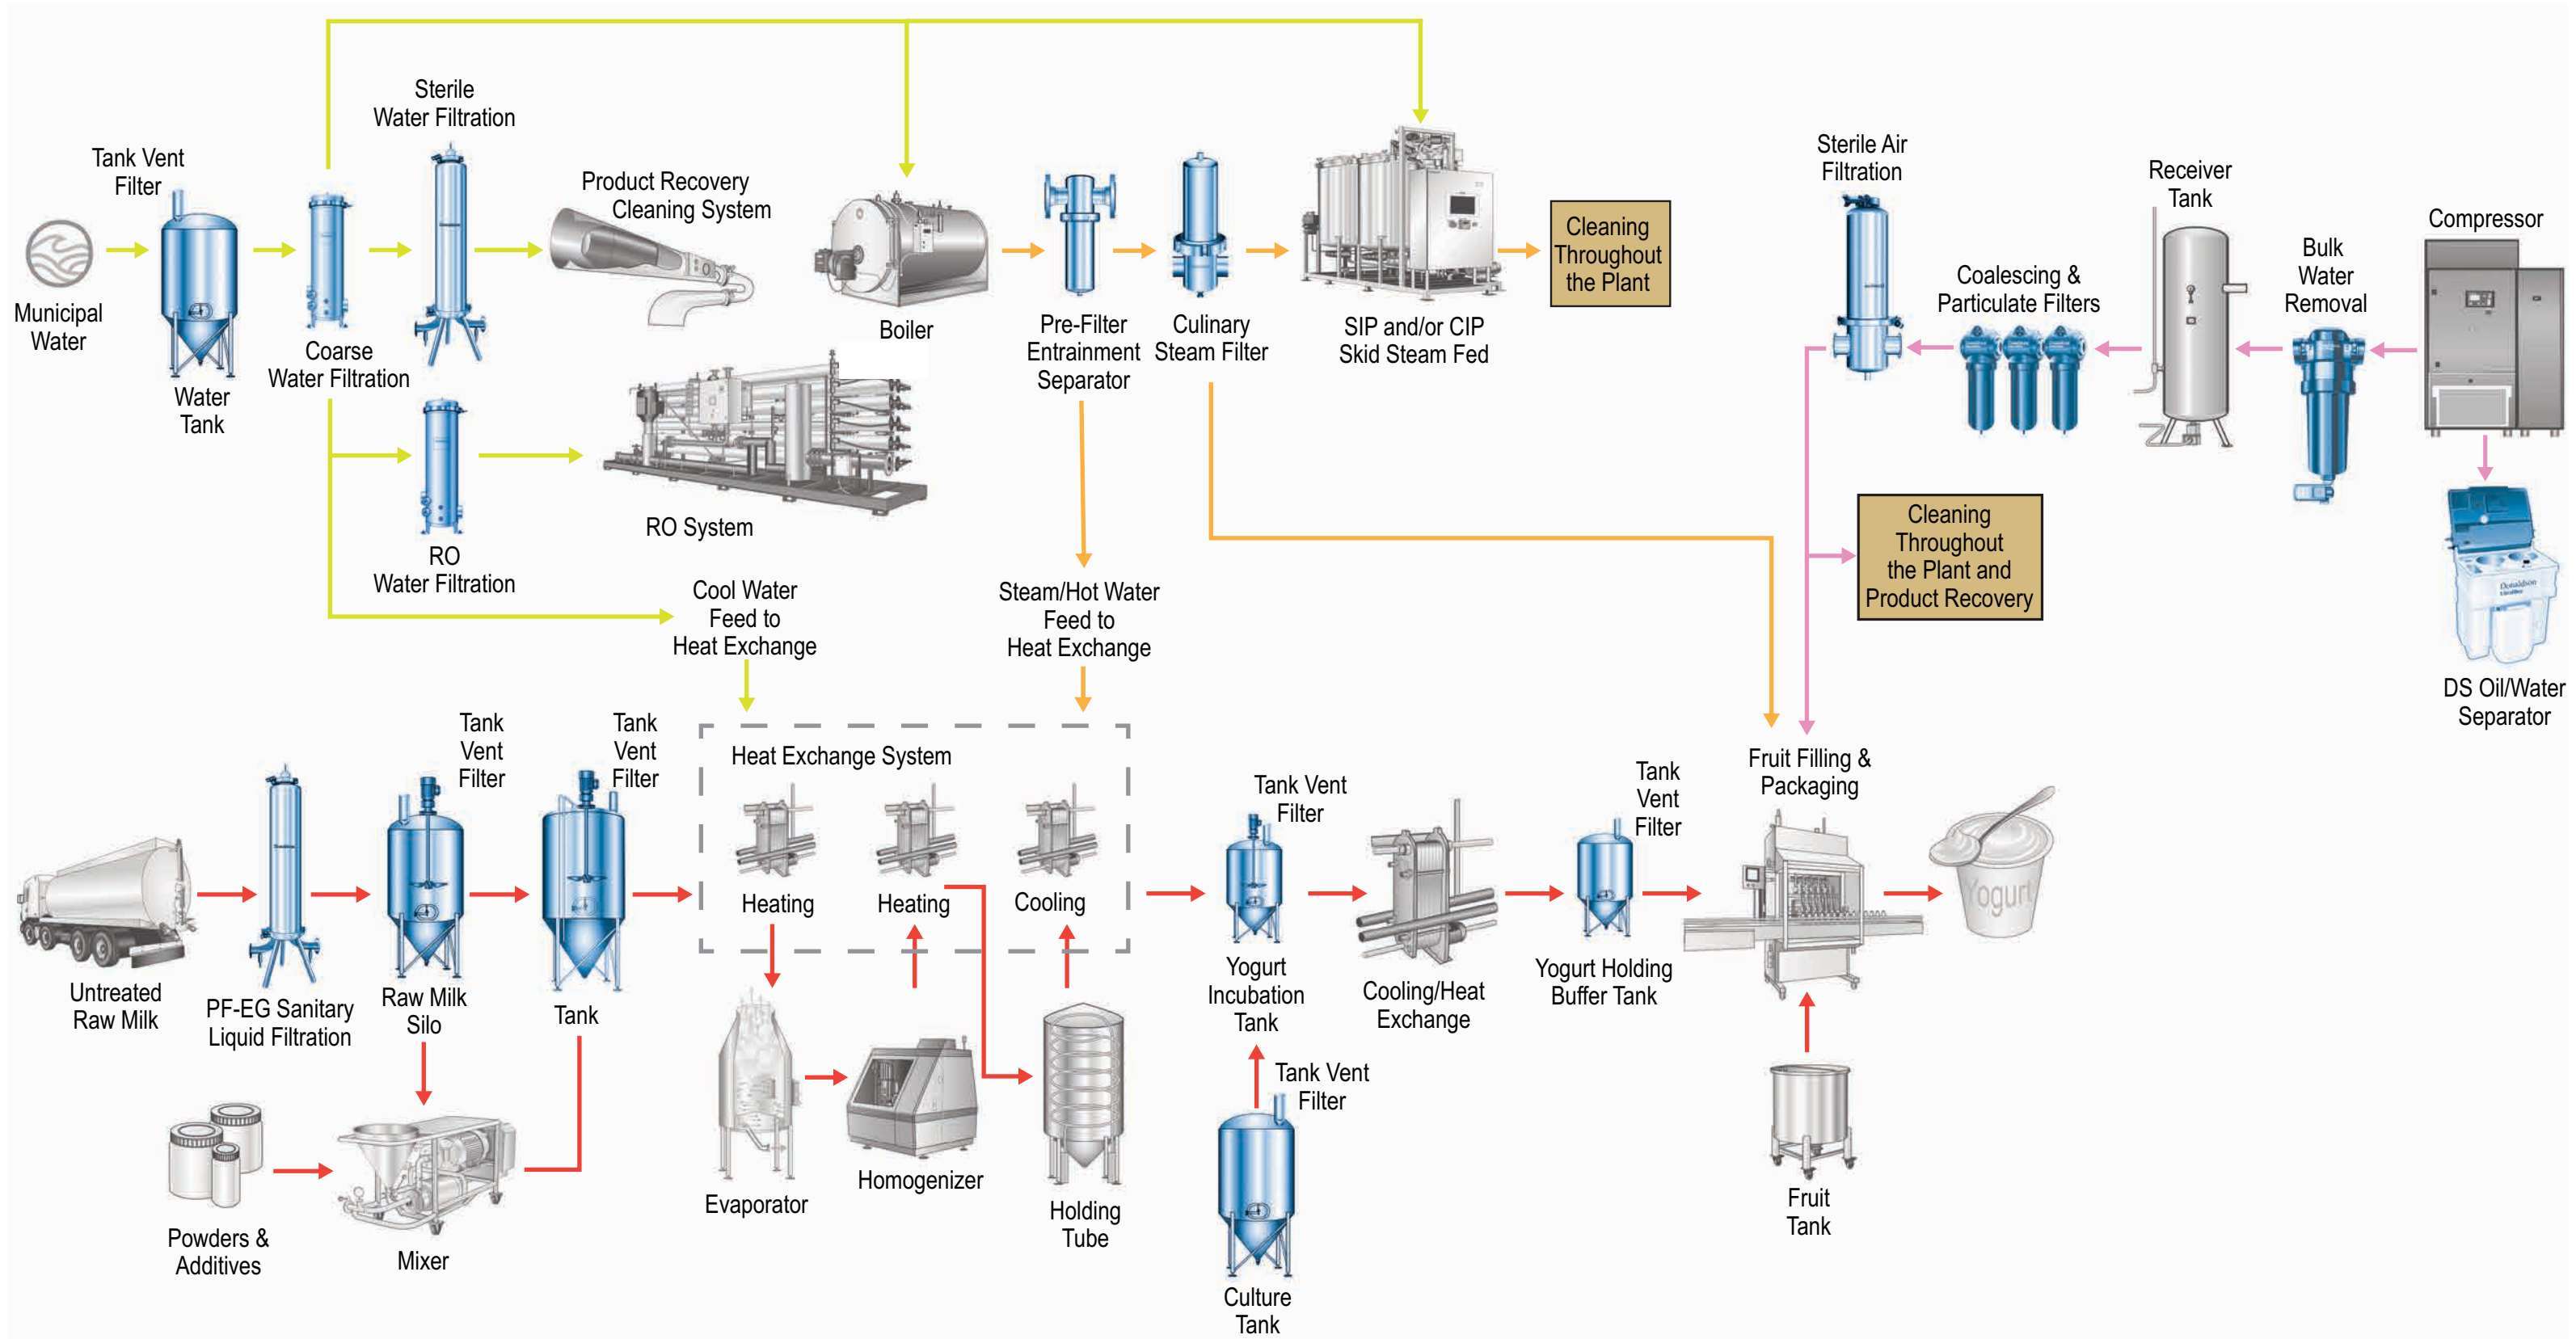 Sterile
Water Filtration
Tank Vent
Filter
Municipal
Water
Water
Tank
Coarse
Water Filtration
Product Recovery
Cleaning System
Boiler
Pre-Filter
Entrainment
Separator
Culinary
Steam Filter
SIP and/or CIP
Skid Steam Fed
Cleaning
Throughout
the Plant
Sterile Air
Filtration
Coalescing &
Particulate Filters
Receiver
Tank
Bulk
Water
Removal
Compressor
RO
Water Filtration
RO System
Cleaning
Throughout
the Plant and
Product Recovery
Donaldson
DS Oil/Water
Separator
Cool Water
Feed to
Heat Exchange
Steam/Hot Water
Feed to
Heat Exchange
Untreated
Raw Milk
PF-EG Sanitary
Liquid Filtration
Tank
Vent
Filter
Raw Milk
Silo
Tank
Vent
Filter
Tank
Heat Exchange System
Heating
Heating
Cooling
Powders &
Additives
Mixer
Evaporator
Homogenizer
Holding
Tube
Tank Vent
Filter
Yogurt
Incubation
Tank
Tank Vent
Filter
Culture
Tank
Cooling/Heat
Exchange
Tank
Vent
Filter
Yogurt Holding
Buffer Tank
Fruit Filling &
Packaging
Fruit
Tank
Yogurt